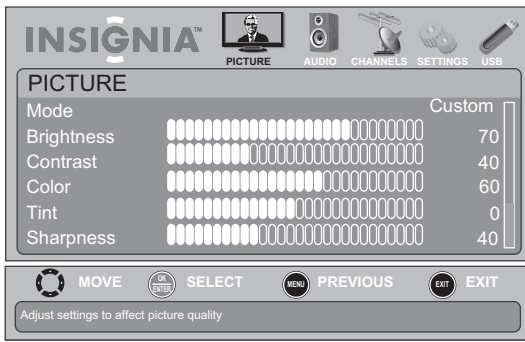 INSIGNIA™
PICTURE AUDIO CHANNELS SETTINGS USB
PICTURE
Mode Custom
Brightness 70
Contrast 40
Color 60
Tint 0
Sharpness 40
MOVE OK ENTER SELECT MENU PREVIOUS EXIT EXIT
Adjust settings to affect picture quality